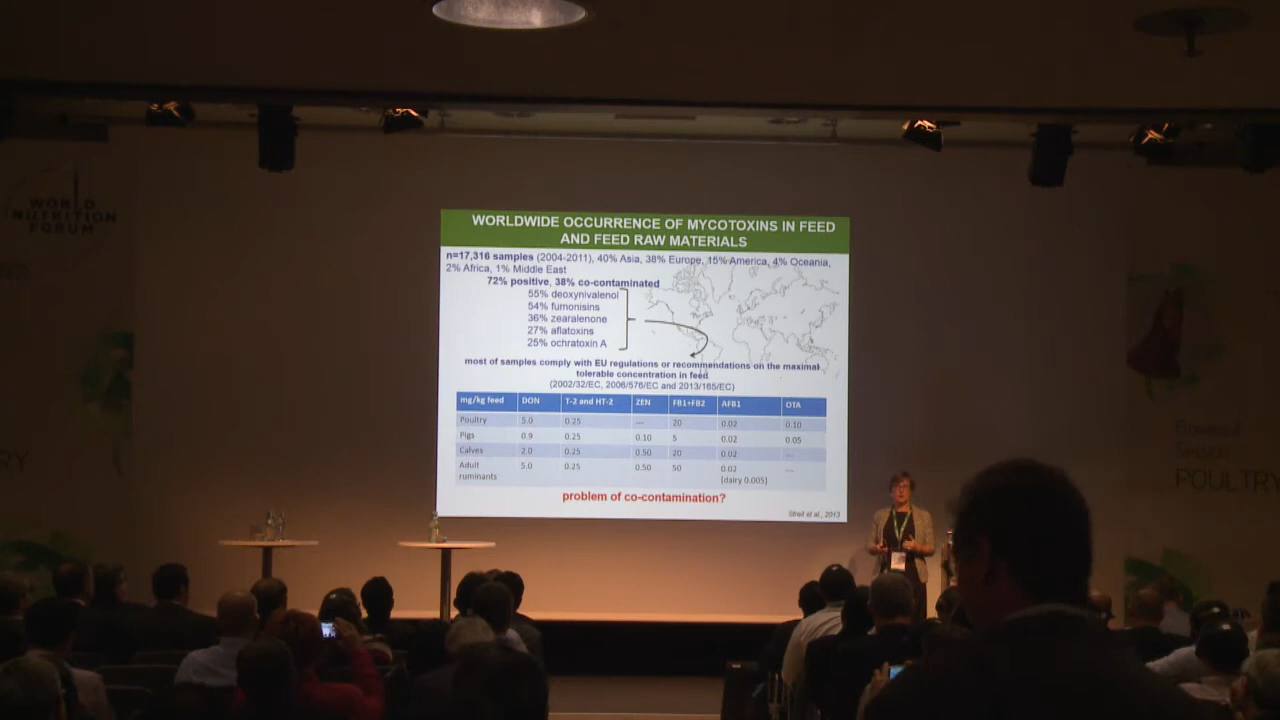 WORLD
NUTRITION
FORUM
WORLDWIDE OCCURRENCE OF MYCOTOXINS IN FEED
AND FEED RAW MATERIALS
n=17,316 samples (2004-2011), 40% Asia, 38% Europe, 15% America, 4% Oceania,
2% Africa, 1% Middle East
72% positive, 38% co-contaminated
55% deoxynivalenol
54% fumonisins
36% zearalenone
27% aflatoxins
25% ochratoxin A
most of samples comply with EU regulations or recommendations on the maximal
tolerable concentration in feed
(2002/32/EC, 2006/576/EC and 2013/165/EC)
mg/kg feed DON T-2 and HT-2 ZEN FB1+FB2 AFB1 OTA
Poultry 5.0 0.25 --- 20 0.02 0.10
Pigs 0.9 0.25 0.10 5 0.02 0.05
Calves 2.0 0.25 0.50 20 0.02 ---
Adult ruminants 5.0 0.25 0.50 50 0.02 (dairy 0.005) ---
problem of co-contamination?
Streit et al., 2013
RY
Session
POULTRY